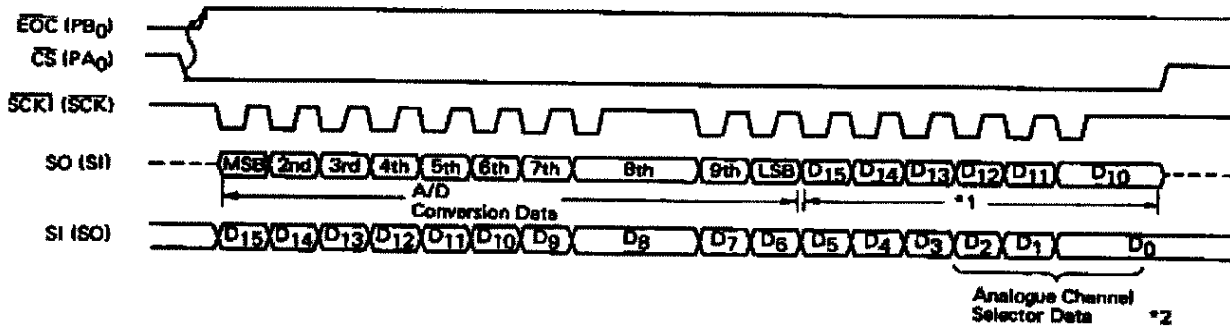 EOC (PB0)
CS (PA0)
SCKI (SCK)
SO (SI) MSB 2nd 3rd 4th 5th 6th 7th 8th 9th LSB D15 D14 D13 D12 D11 D10
A/D
Conversion Data
*1
SI (SO) D15 D14 D13 D12 D11 D10 D9 D8 D7 D6 D5 D4 D3 D2 D1 D0
Analogue Channel
Selector Data *2